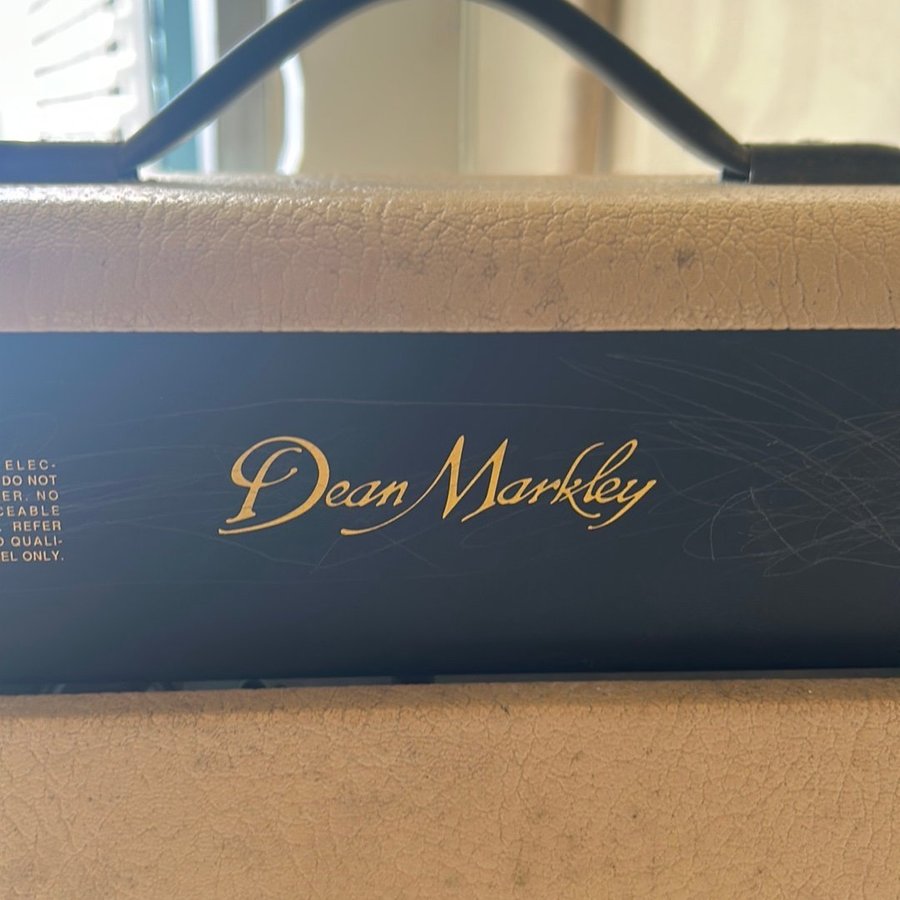 ELEC-
DO NOT
ER. NO
CEABLE
REFER
QUALI-
EL ONLY.
Dean Markley